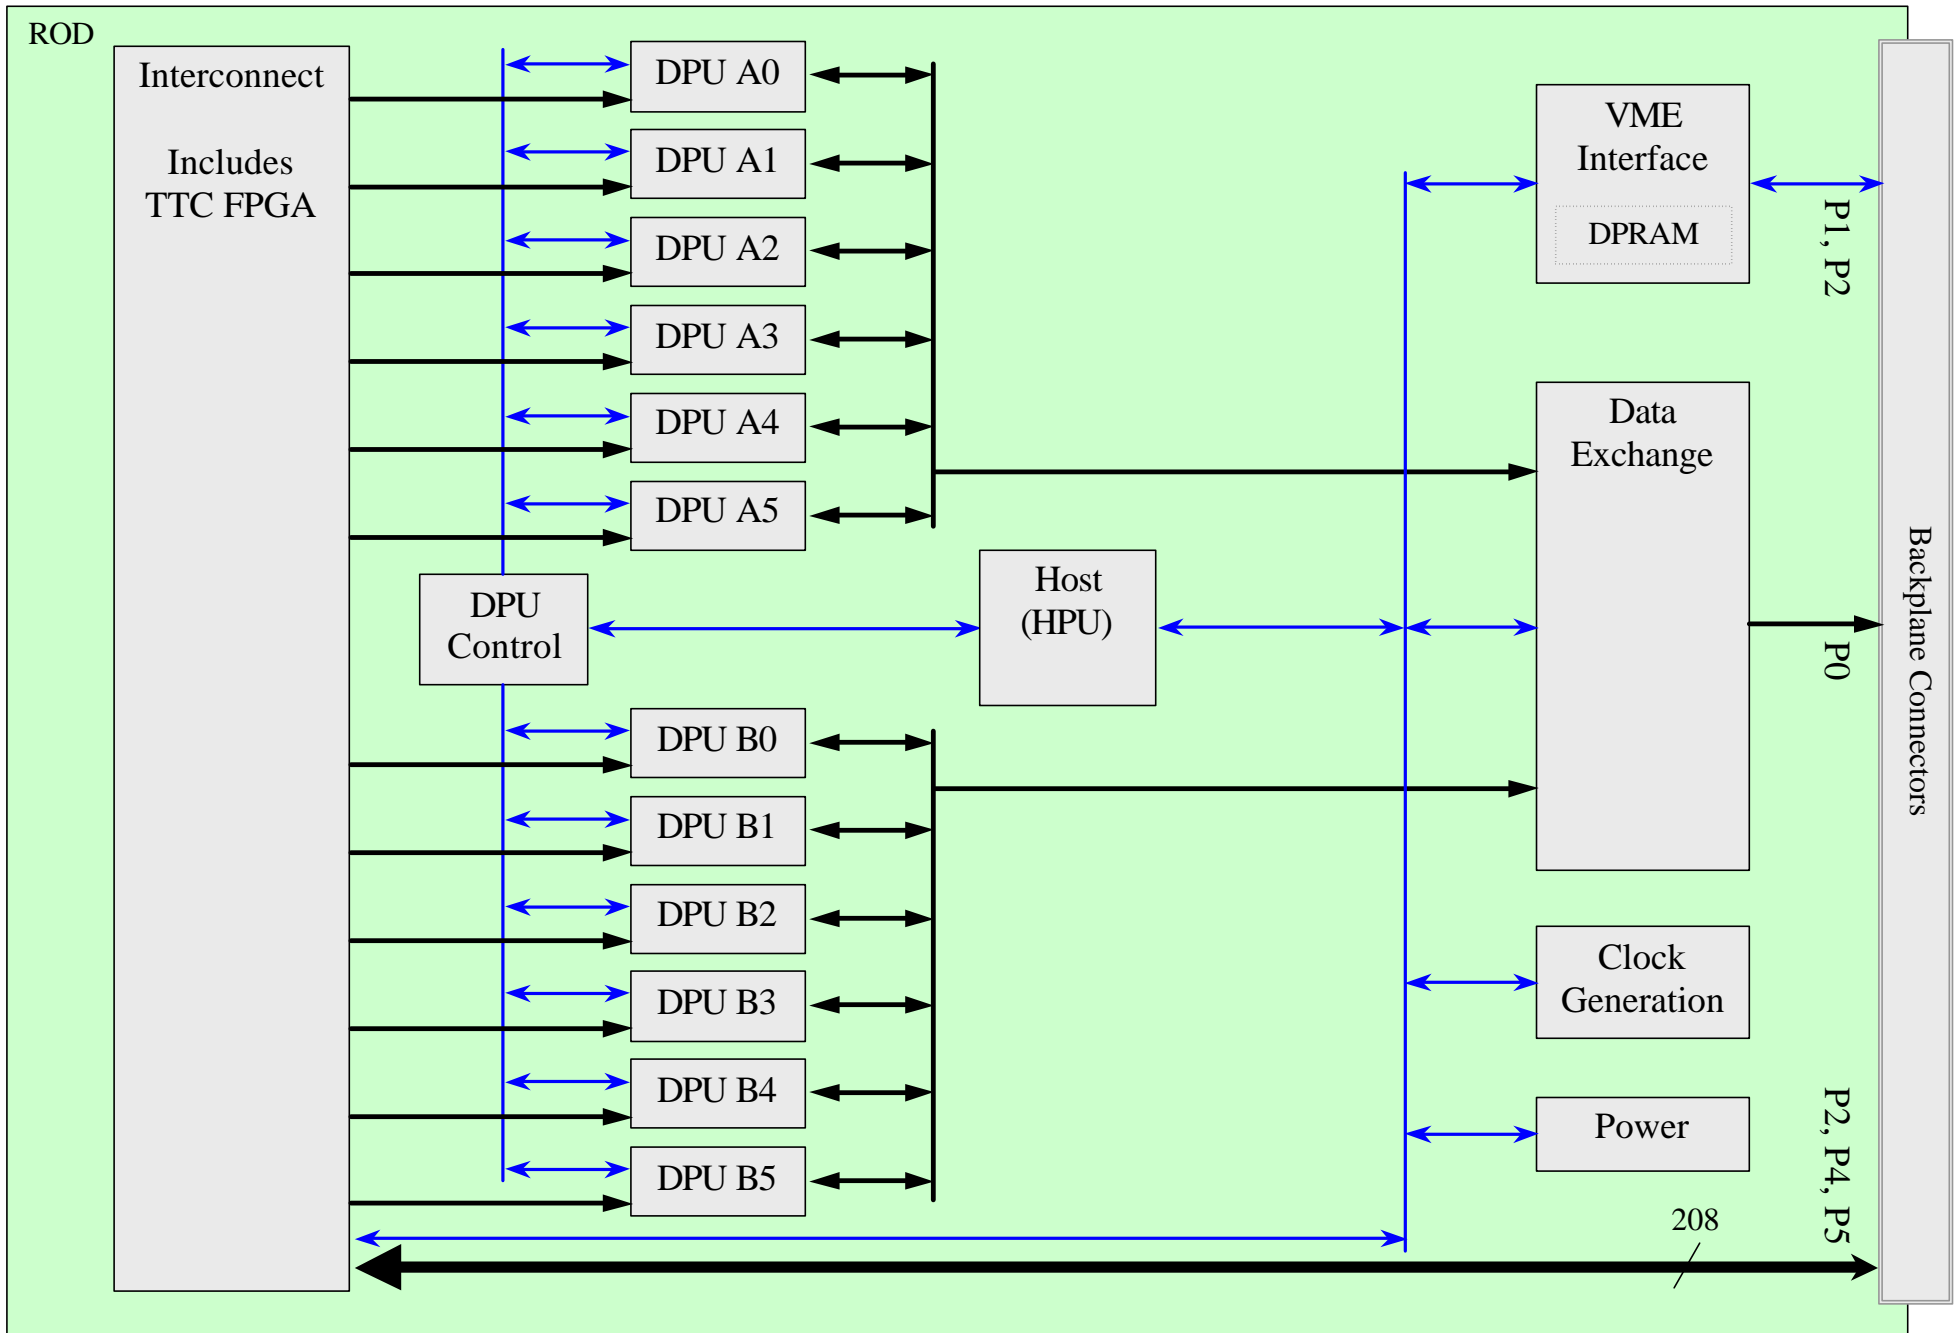 ROD
Interconnect
Includes
TTC FPGA
DPU A0
DPU A1
DPU A2
DPU A3
DPU A4
DPU A5
DPU
Control
Host
(HPU)
DPU B0
DPU B1
DPU B2
DPU B3
DPU B4
DPU B5
VME
Interface
DPRAM
P1, P2
Data
Exchange
P0
Clock
Generation
Power
P2, P4, P5
208
Backplane Connectors